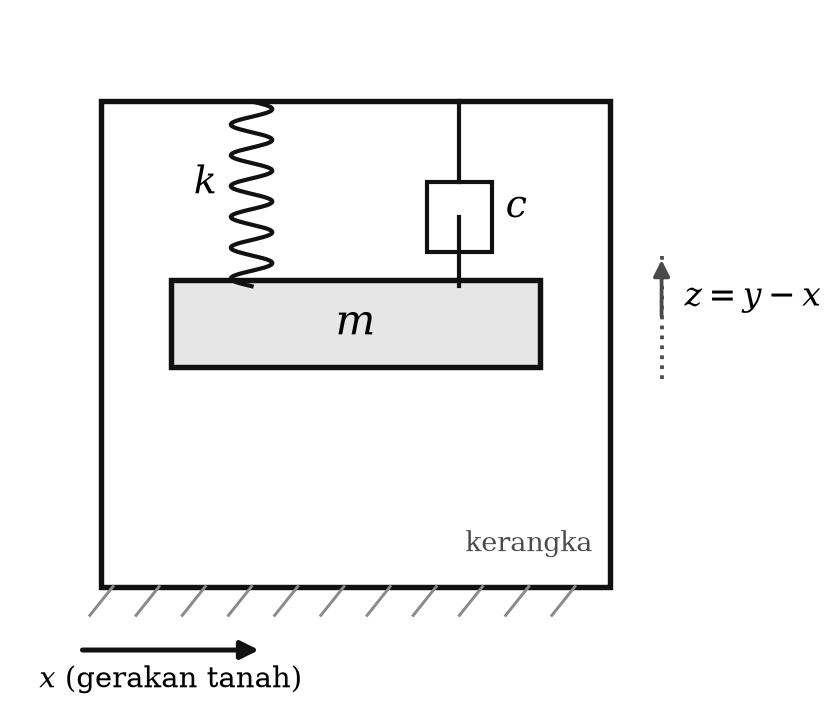 k
c
z = y − x
m
kerangka
x (gerakan tanah)